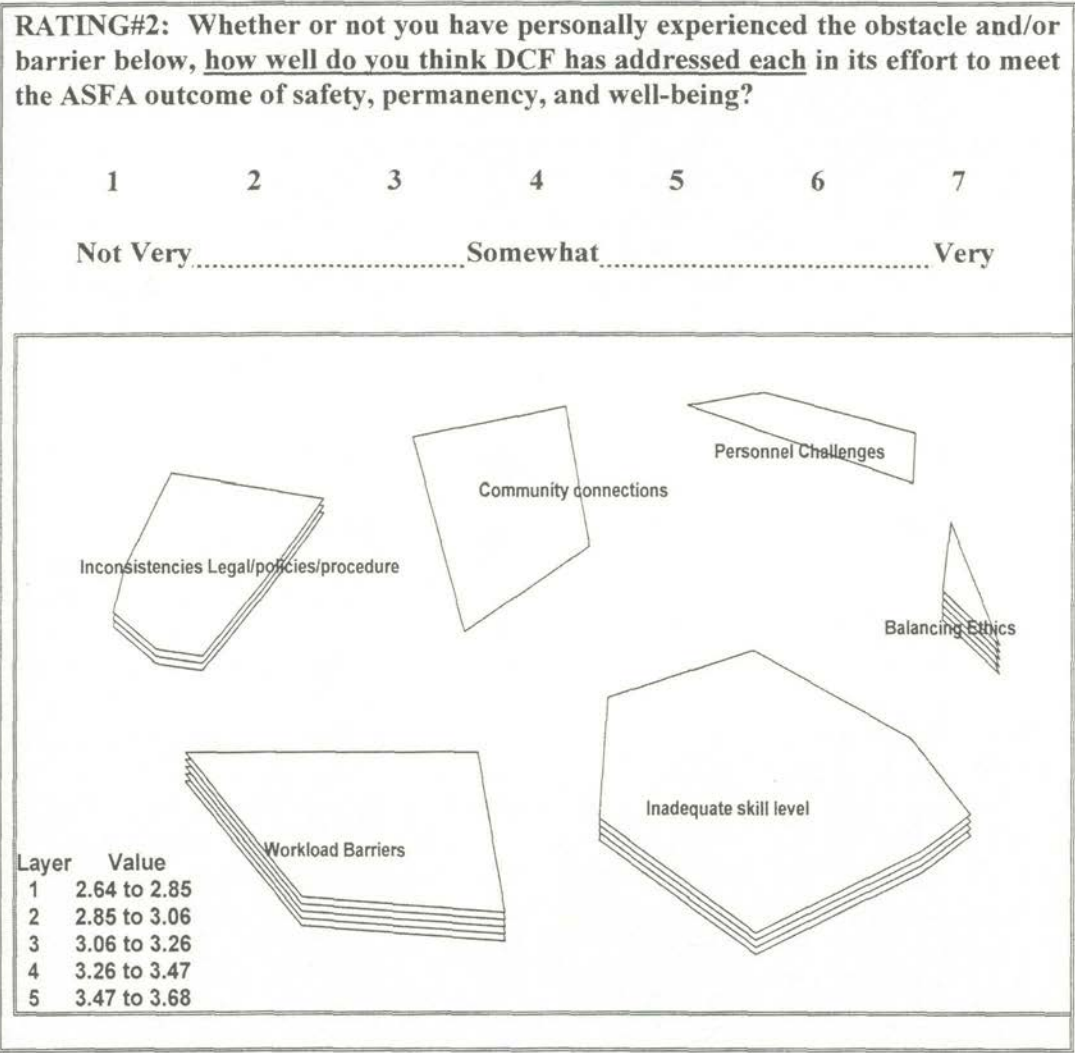 RATING#2: Whether or not you have personally experienced the obstacle and/or
barrier below, how well do you think DCF has addressed each in its effort to meet
the ASFA outcome of safety, permanency, and well-being?
1 2 3 4 5 6 7
Not Very..............................Somewhat....................................Very
Personnel Challenges
Community connections
Inconsistencies Legal/policies/procedure
Balancing Ethics
Inadequate skill level
Workload Barriers
Layer Value
1 2.64 to 2.85
2 2.85 to 3.06
3 3.06 to 3.26
4 3.26 to 3.47
5 3.47 to 3.68